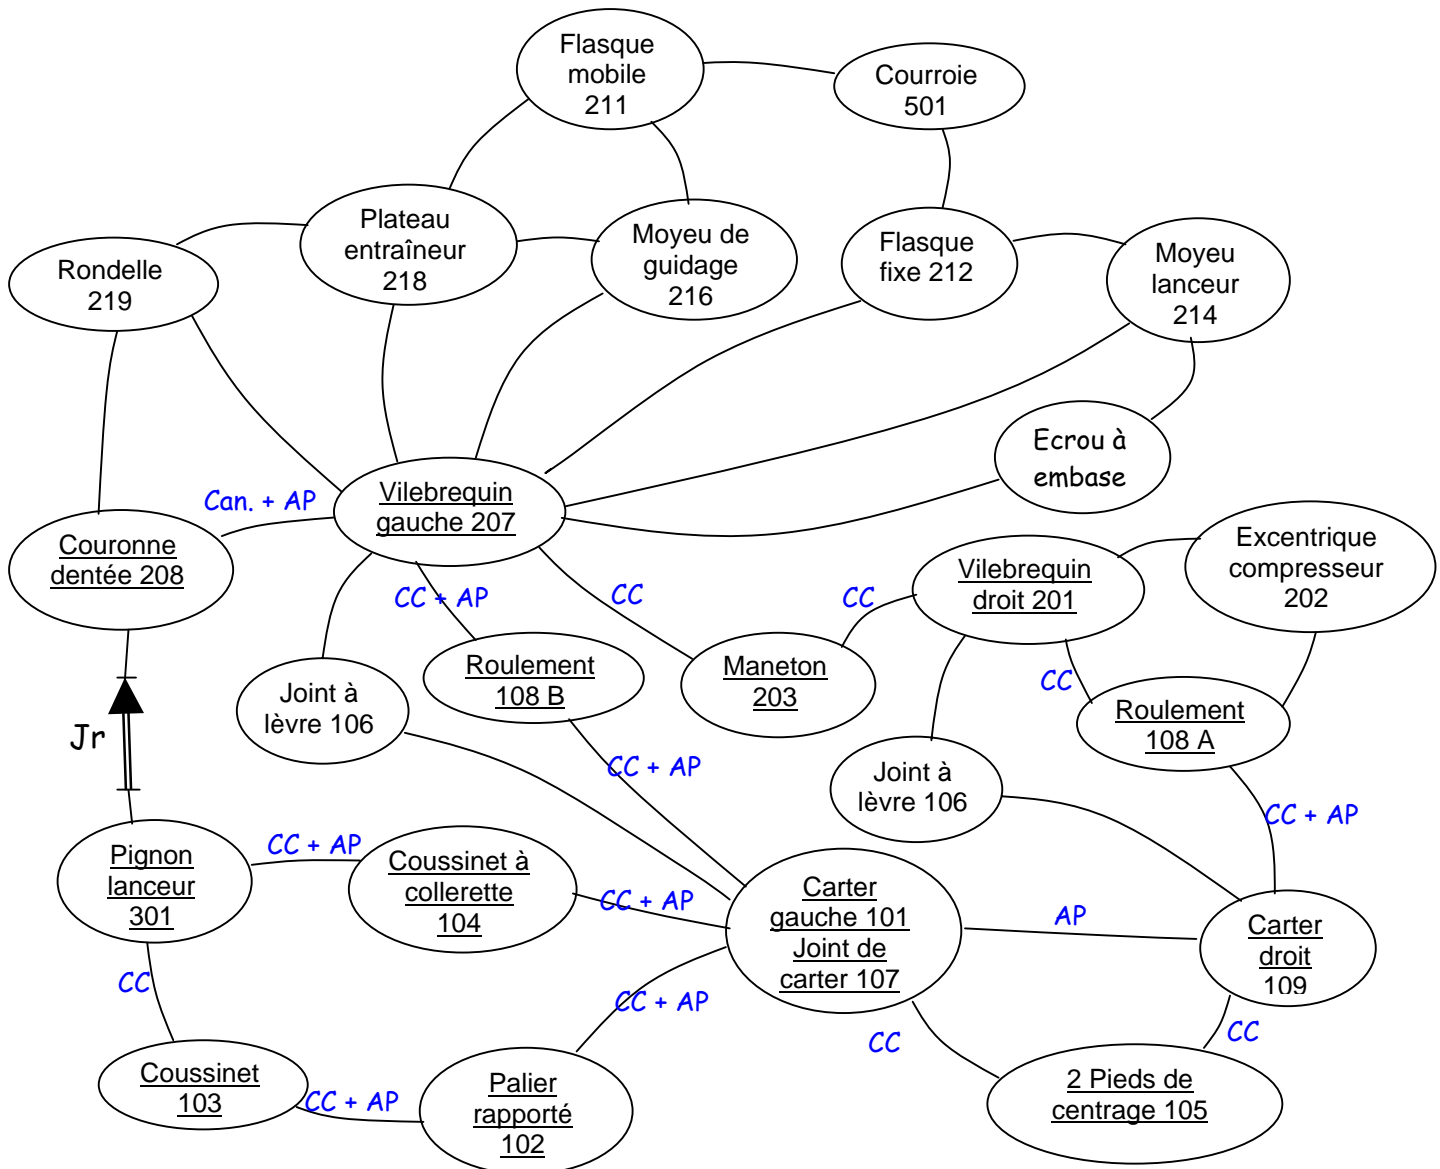 Flasque
mobile
211
Courroie
501
Plateau
entraîneur
218
Moyeu de
guidage
216
Flasque
fixe 212
Moyeu
lanceur
214
Rondelle
219
Ecrou à
embase
Can. + AP
Vilebrequin
gauche 207
Couronne
dentée 208
Excentrique
compresseur
202
Vilebrequin
droit 201
CC + AP
CC
CC
Roulement
108 B
Maneton
203
CC
Joint à
lèvre 106
Roulement
108 A
Jr
CC + AP
Joint à
lèvre 106
CC + AP
Pignon
lanceur
301
CC + AP
Coussinet à
collerette
104
CC + AP
Carter
gauche 101
Joint de
carter 107
AP
Carter
droit
109
CC
CC + AP
CC
CC
Coussinet
103
CC + AP
Palier
rapporté
102
2 Pieds de
centrage 105